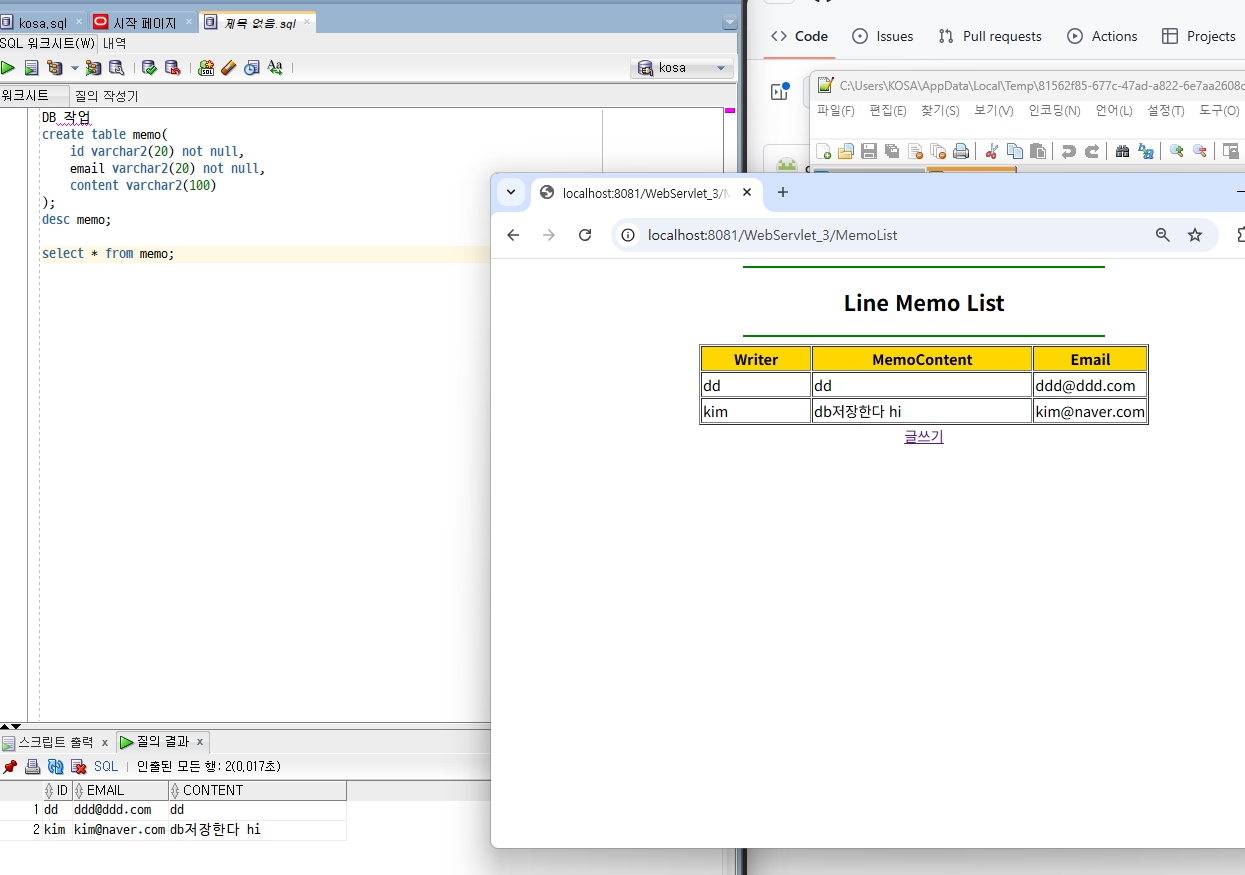 kosa.sql
시작 페이지
제목 없음.sql
SQL 워크시트(W) 내역
kosa
워크시트 질의 작성기
DB 작업
create table memo(
id varchar2(20) not null,
email varchar2(20) not null,
content varchar2(100)
);
desc memo;
select * from memo;
스크립트 출력 x
질의 결과 x
SQL
인출된 모든 행: 2(0,017초)
ID EMAIL CONTENT
1 dd ddd@ddd.com dd
2 kim kim@naver.com db저장한다 hi
Code Issues Pull requests Actions Projects
C:\Users\KOSA\AppData\Local\Temp\81562f85-677c-47ad-a822-6e7aa2608
파일(F) 편집(E) 찾기(S) 보기(V) 인코딩(N) 언어(L) 설정(T) 도구(O)
localhost:8081/WebServlet_3/
localhost:8081/WebServlet_3/MemoList
Line Memo List
Writer MemoContent Email
dd dd ddd@ddd.com
kim db저장한다 hi kim@naver.com
글쓰기